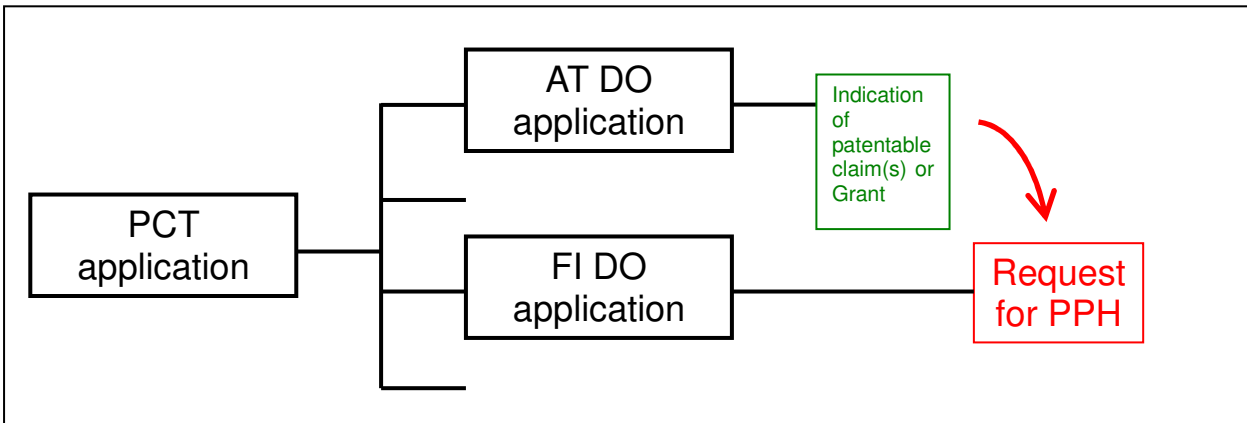 AT DO
application
Indication
of
patentable
claim(s) or
Grant
PCT
application
FI DO
application
Request
for PPH